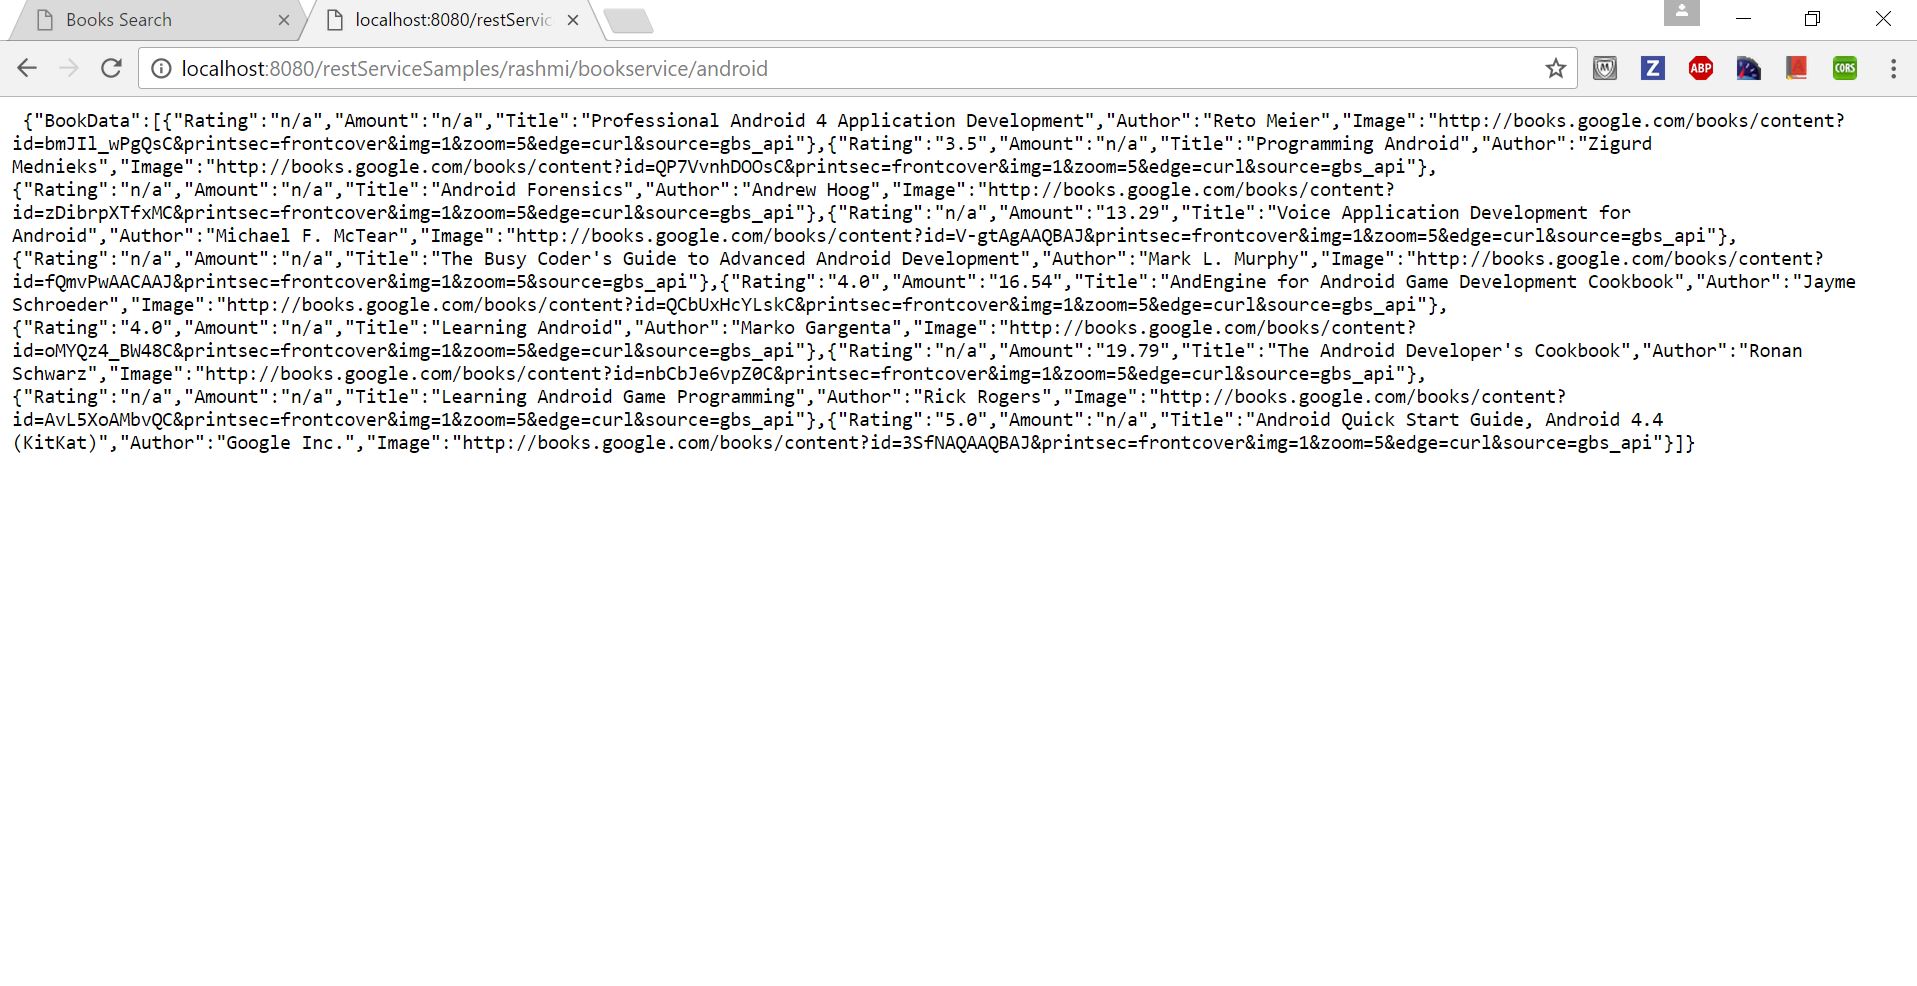 Books Search
localhost:8080/restServic
localhost:8080/restServiceSamples/rashmi/bookservice/android
M
Z
ABP
A
CORS
{"BookData":[{"Rating":"n/a","Amount":"n/a","Title":"Professional Android 4 Application Development","Author":"Reto Meier","Image":"http://books.google.com/books/content?
id=bmJIl_wPgQsC&printsec=frontcover&img=1&zoom=5&edge=curl&source=gbs_api"},{"Rating":"3.5","Amount":"n/a","Title":"Programming Android","Author":"Zigurd
Mednieks","Image":"http://books.google.com/books/content?id=QP7VvnhDOOsC&printsec=frontcover&img=1&zoom=5&edge=curl&source=gbs_api"},
{"Rating":"n/a","Amount":"n/a","Title":"Android Forensics","Author":"Andrew Hoog","Image":"http://books.google.com/books/content?
id=zDibrpXTfxMC&printsec=frontcover&img=1&zoom=5&edge=curl&source=gbs_api"},{"Rating":"n/a","Amount":"13.29","Title":"Voice Application Development for
Android","Author":"Michael F. McTear","Image":"http://books.google.com/books/content?id=V-gtAgAAQBAJ&printsec=frontcover&img=1&zoom=5&edge=curl&source=gbs_api"},
{"Rating":"n/a","Amount":"n/a","Title":"The Busy Coder's Guide to Advanced Android Development","Author":"Mark L. Murphy","Image":"http://books.google.com/books/content?
id=fQmvPwAACAAJ&printsec=frontcover&img=1&zoom=5&source=gbs_api"},{"Rating":"4.0","Amount":"16.54","Title":"AndEngine for Android Game Development Cookbook","Author":"Jayme
Schroeder","Image":"http://books.google.com/books/content?id=QCbUxHcYLskC&printsec=frontcover&img=1&zoom=5&edge=curl&source=gbs_api"},
{"Rating":"4.0","Amount":"n/a","Title":"Learning Android","Author":"Marko Gargenta","Image":"http://books.google.com/books/content?
id=oMYQz4_BW48C&printsec=frontcover&img=1&zoom=5&edge=curl&source=gbs_api"},{"Rating":"n/a","Amount":"19.79","Title":"The Android Developer's Cookbook","Author":"Ronan
Schwarz","Image":"http://books.google.com/books/content?id=nbCbJe6vpZ0C&printsec=frontcover&img=1&zoom=5&edge=curl&source=gbs_api"},
{"Rating":"n/a","Amount":"n/a","Title":"Learning Android Game Programming","Author":"Rick Rogers","Image":"http://books.google.com/books/content?
id=AvL5XoAMbvQC&printsec=frontcover&img=1&zoom=5&edge=curl&source=gbs_api"},{"Rating":"5.0","Amount":"n/a","Title":"Android Quick Start Guide, Android 4.4
(KitKat)","Author":"Google Inc.","Image":"http://books.google.com/books/content?id=3SfNAQAAQBAJ&printsec=frontcover&img=1&zoom=5&edge=curl&source=gbs_api"}]}